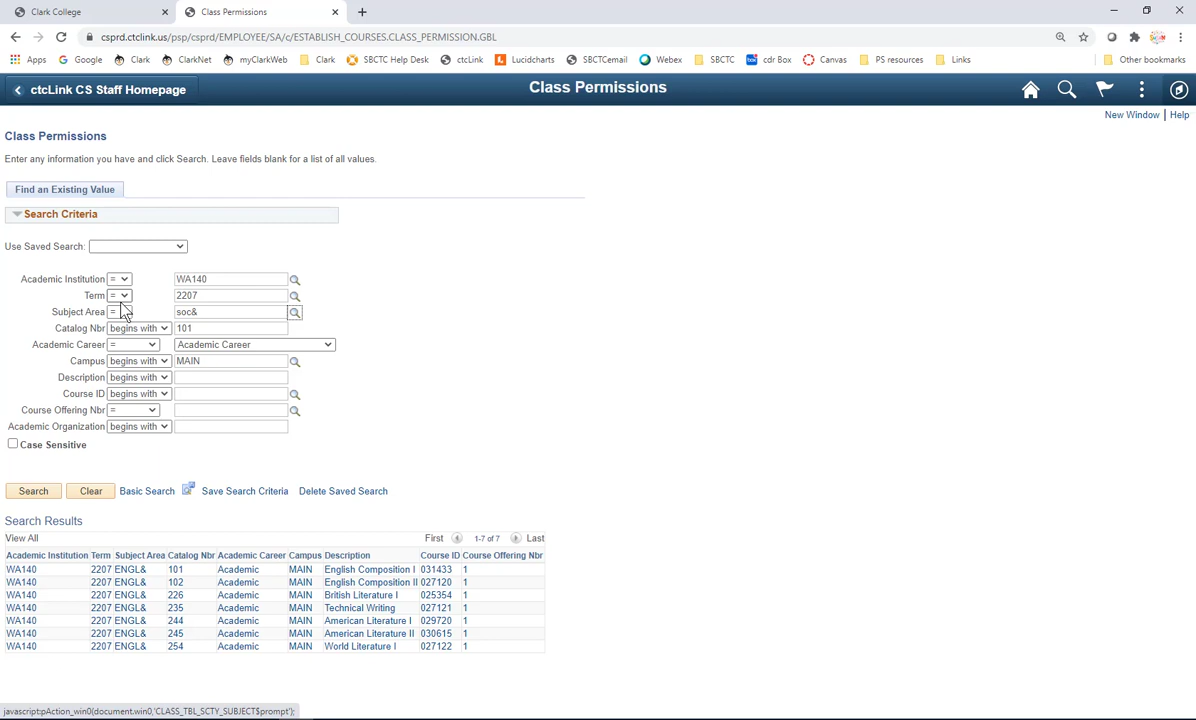 Clark College
Class Permissions
csprd.ctclink.us/psp/csprd/EMPLOYEE/SA/c/ESTABLISH_COURSES.CLASS_PERMISSION.GBL
Apps Google Clark ClarkNet myClarkWeb Clark SBCTC Help Desk ctcLink Lucidcharts SBCTCemail Webex SBCTC cdr Box Canvas PS resources Links Other bookmarks
ctcLink CS Staff Homepage Class Permissions
New Window | Help
Class Permissions
Enter any information you have and click Search. Leave fields blank for a list of all values.
Find an Existing Value
Search Criteria
Use Saved Search:
Academic Institution = WA140
Term = 2207
Subject Area = soc&
Catalog Nbr begins with 101
Academic Career = Academic Career
Campus begins with MAIN
Description begins with
Course ID begins with
Course Offering Nbr =
Academic Organization begins with
Case Sensitive
Search Clear Basic Search Save Search Criteria Delete Saved Search
Search Results
View All First 1-7 of 7 Last
Academic Institution Term Subject Area Catalog Nbr Academic Career Campus Description Course ID Course Offering Nbr
WA140 2207 ENGL& 101 Academic MAIN English Composition I 031433 1
WA140 2207 ENGL& 102 Academic MAIN English Composition II 027120 1
WA140 2207 ENGL& 226 Academic MAIN British Literature I 025354 1
WA140 2207 ENGL& 235 Academic MAIN Technical Writing 027121 1
WA140 2207 ENGL& 244 Academic MAIN American Literature I 029720 1
WA140 2207 ENGL& 245 Academic MAIN American Literature II 030615 1
WA140 2207 ENGL& 254 Academic MAIN World Literature I 027122 1
javascript:pAction_win0(document.win0,'CLASS_TBL_SCTY_SUBJECT$prompt');